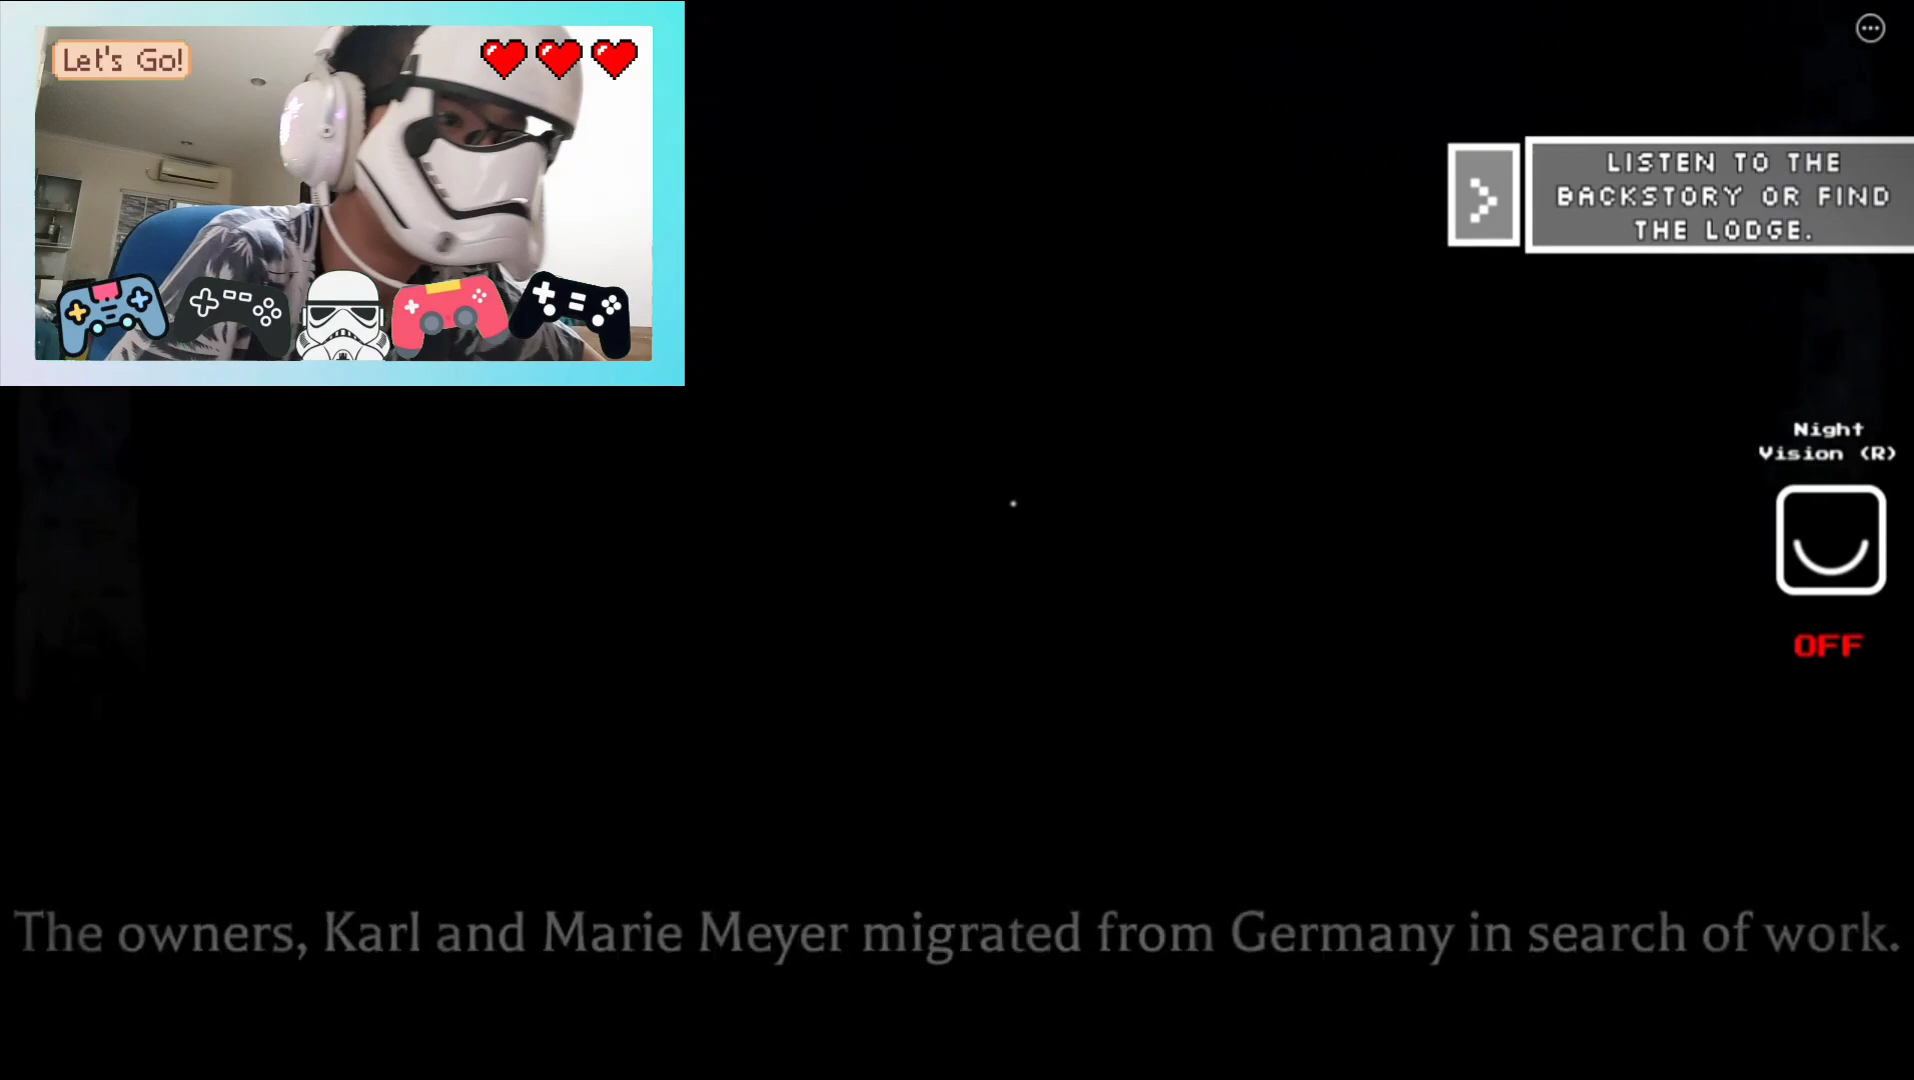 Let's Go!
LISTEN TO THE
BACKSTORY OR FIND
THE LODGE.
Night
Vision (R)
OFF
The owners, Karl and Marie Meyer migrated from Germany in search of work.